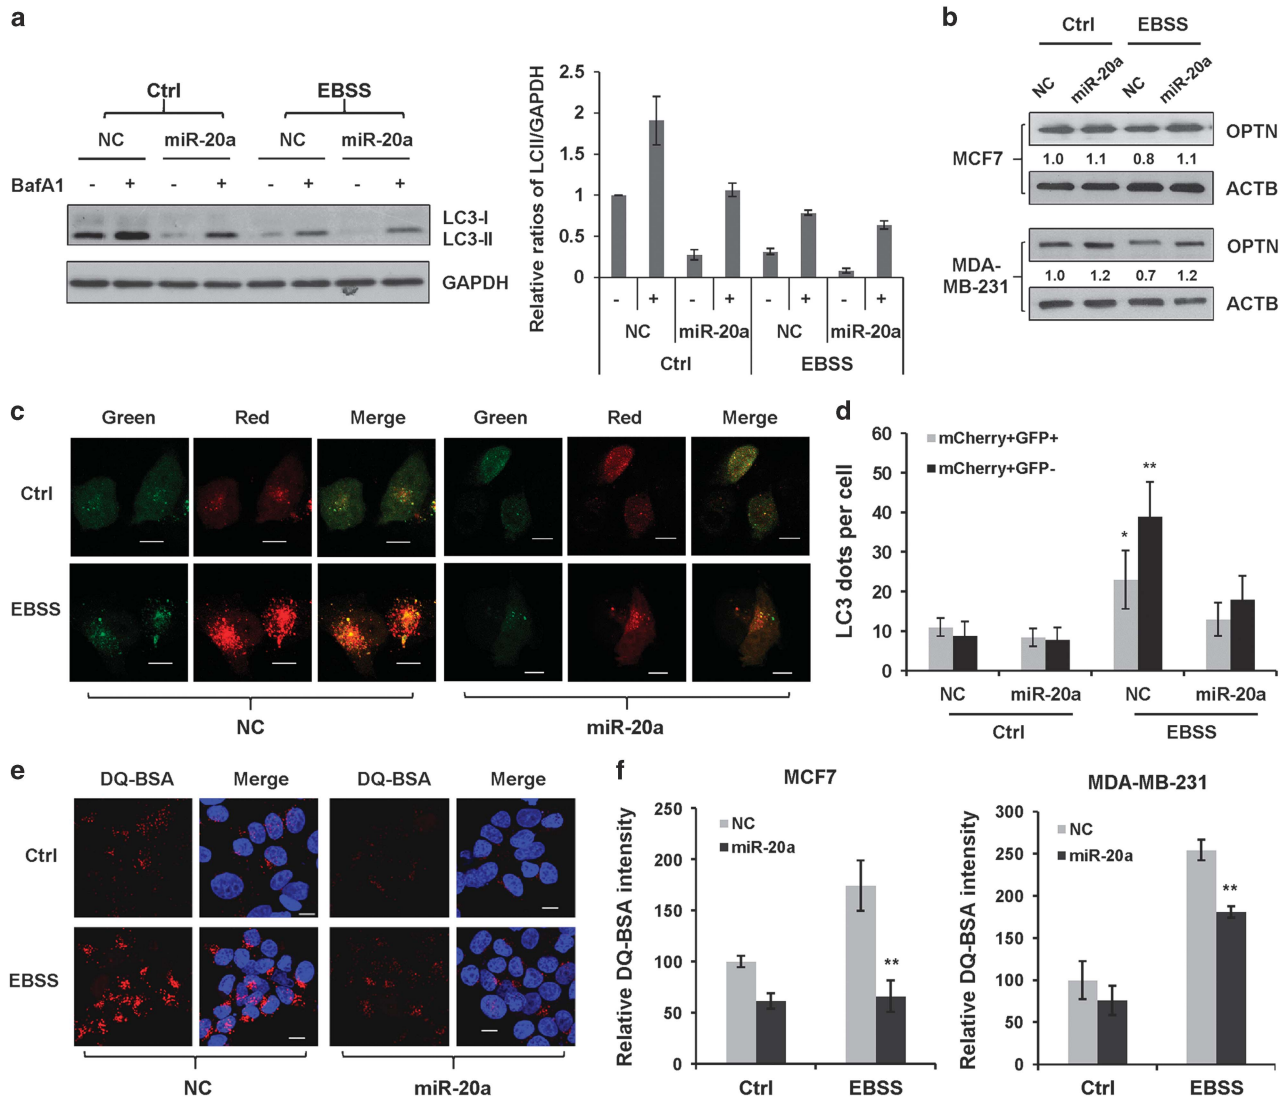 a
Ctrl EBSS
NC miR-20a NC miR-20a
BafA1 - + - + - + - +
LC3-I
LC3-II
GAPDH
Relative ratios of LCII/GAPDH
2.5
2
1.5
1
0.5
0
- + - + - + - +
NC miR-20a NC miR-20a
Ctrl EBSS
b
Ctrl EBSS
NC miR-20a NC miR-20a
MCF7
OPTN
1.0 1.1 0.8 1.1
ACTB
MDA-
MB-231
OPTN
1.0 1.2 0.7 1.2
ACTB
c
Green Red Merge Green Red Merge
Ctrl
EBSS
NC miR-20a
d
LC3 dots per cell
60
50
40
30
20
10
0
mCherry+GFP+
mCherry+GFP-
* **
NC miR-20a NC miR-20a
Ctrl EBSS
e
DQ-BSA Merge DQ-BSA Merge
Ctrl
EBSS
NC miR-20a
f
MCF7
Relative DQ-BSA intensity
250
200
150
100
50
0
NC
miR-20a
**
Ctrl EBSS
MDA-MB-231
Relative DQ-BSA intensity
300
250
200
150
100
50
0
NC
miR-20a
**
Ctrl EBSS